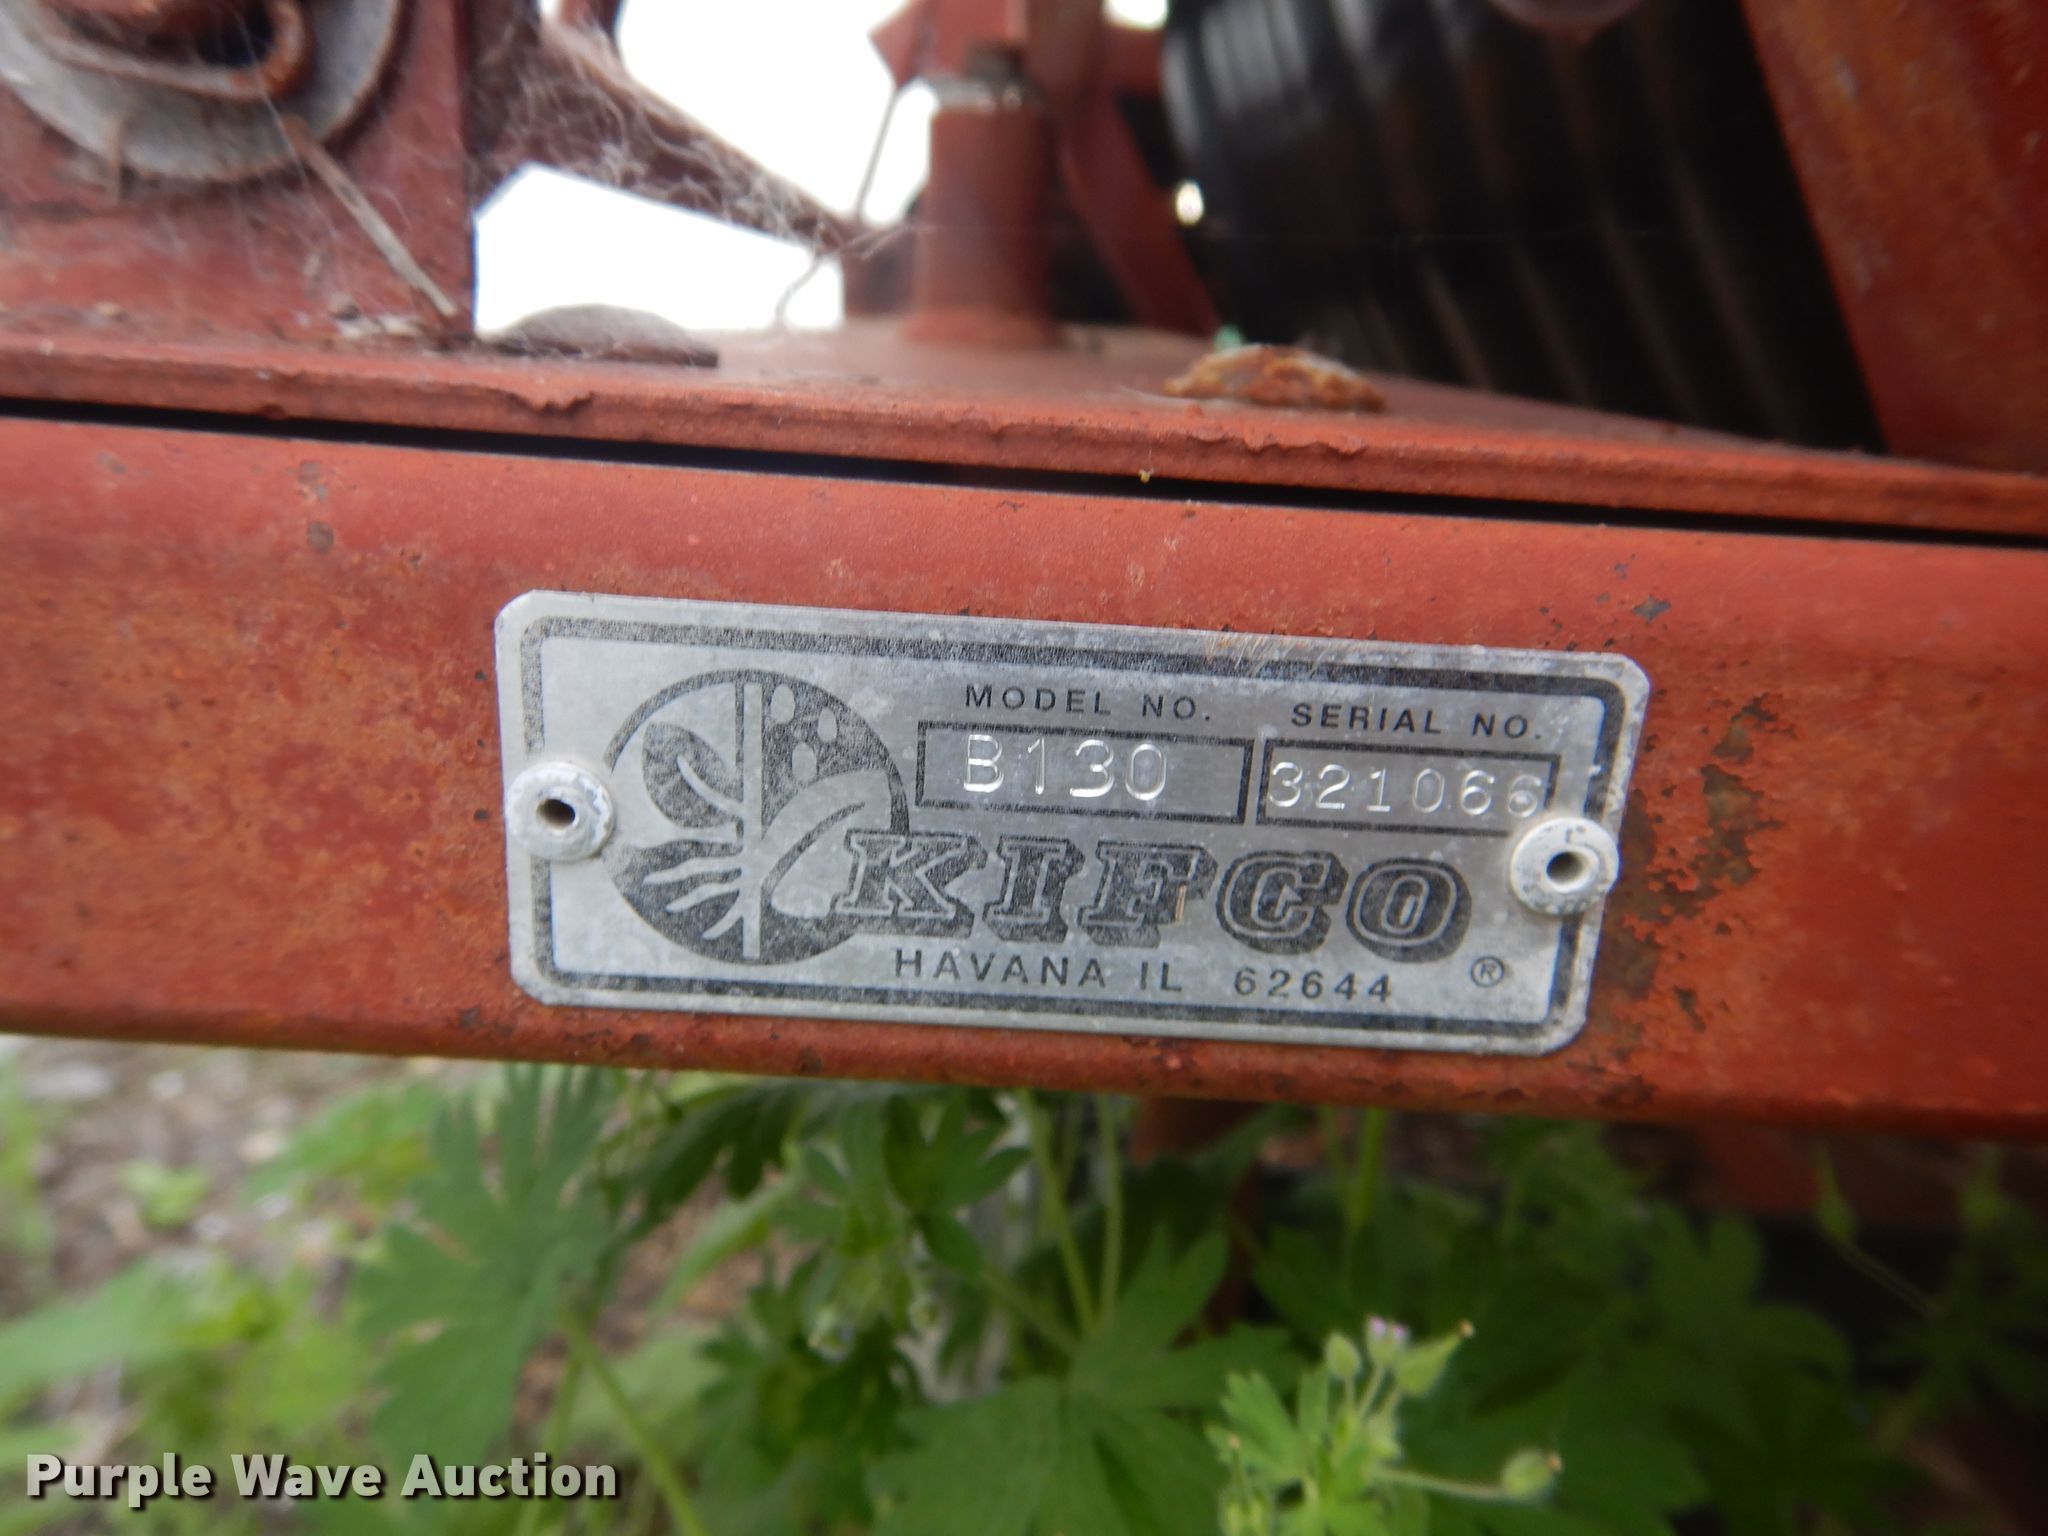 MODEL NO. SERIAL NO.
B130 321066
KIFCO
HAVANA IL 62644 ®
Purple Wave Auction